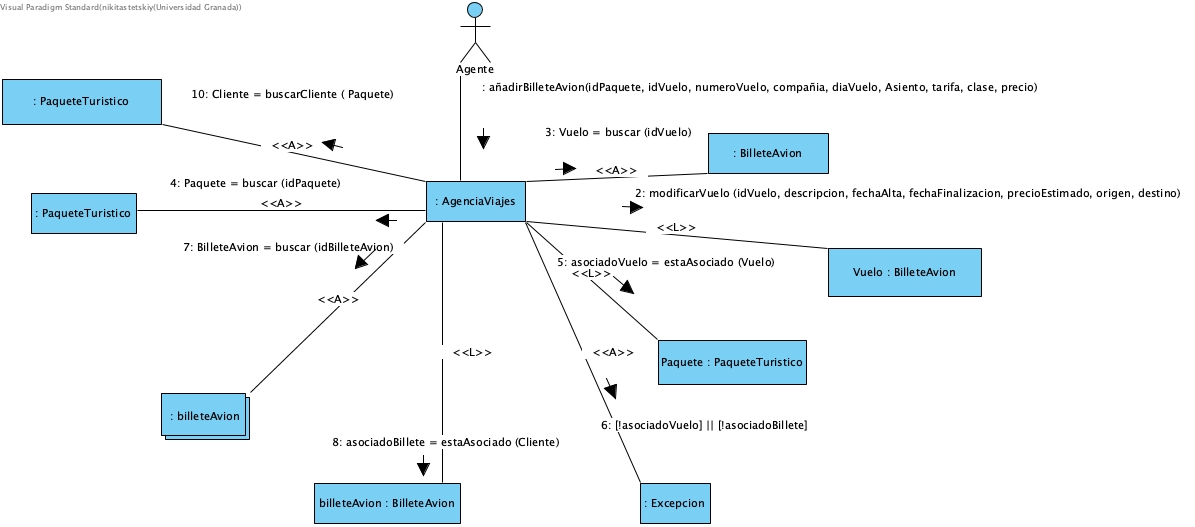 Visual Paradigm Standard(nikitastetskiy(Universidad Granada))
Agente
: añadirBilleteAvion(idPaquete, idVuelo, numeroVuelo, compañia, diaVuelo, Asiento, tarifa, clase, precio)
: PaqueteTuristico
10: Cliente = buscarCliente ( Paquete)
<<A>>
3: Vuelo = buscar (idVuelo)
<<A>>
: BilleteAvion
4: Paquete = buscar (idPaquete)
<<A>>
: PaqueteTuristico
: AgenciaViajes
2: modificarVuelo (idVuelo, descripcion, fechaAlta, fechaFinalizacion, precioEstimado, origen, destino)
<<L>>
Vuelo : BilleteAvion
7: BilleteAvion = buscar (idBilleteAvion)
<<A>>
5: asociadoVuelo = estaAsociado (Vuelo)
<<L>>
<<L>>
<<A>>
Paquete : PaqueteTuristico
: billeteAvion
6: [!asociadoVuelo] || [!asociadoBillete]
8: asociadoBillete = estaAsociado (Cliente)
billeteAvion : BilleteAvion
: Excepcion